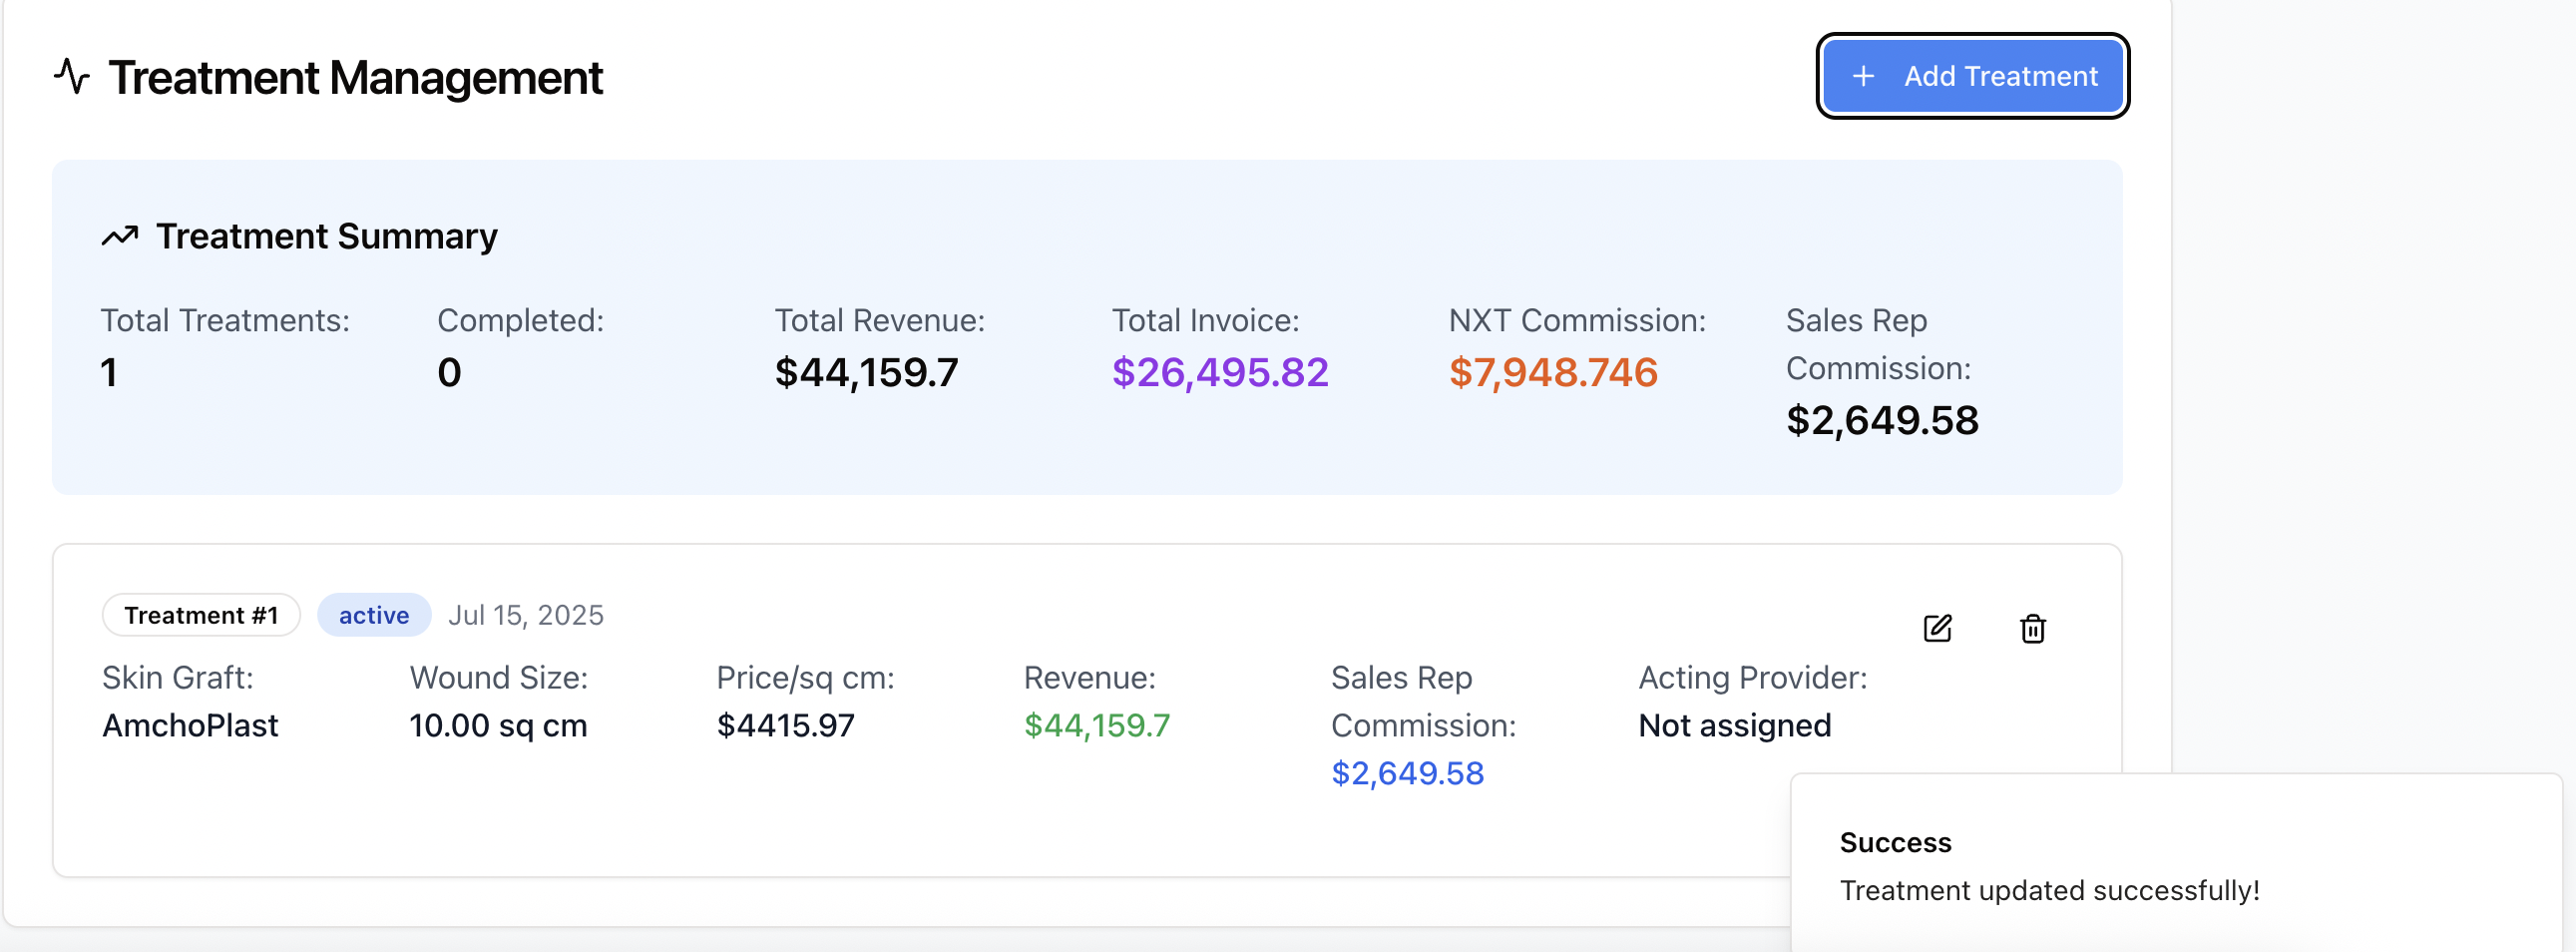 Treatment Management
+ Add Treatment
Treatment Summary
Total Treatments:
1
Completed:
0
Total Revenue:
$44,159.7
Total Invoice:
$26,495.82
NXT Commission:
$7,948.746
Sales Rep
Commission:
$2,649.58
Treatment #1
active
Jul 15, 2025
Skin Graft:
AmchoPlast
Wound Size:
10.00 sq cm
Price/sq cm:
$4415.97
Revenue:
$44,159.7
Sales Rep
Commission:
$2,649.58
Acting Provider:
Not assigned
Success
Treatment updated successfully!